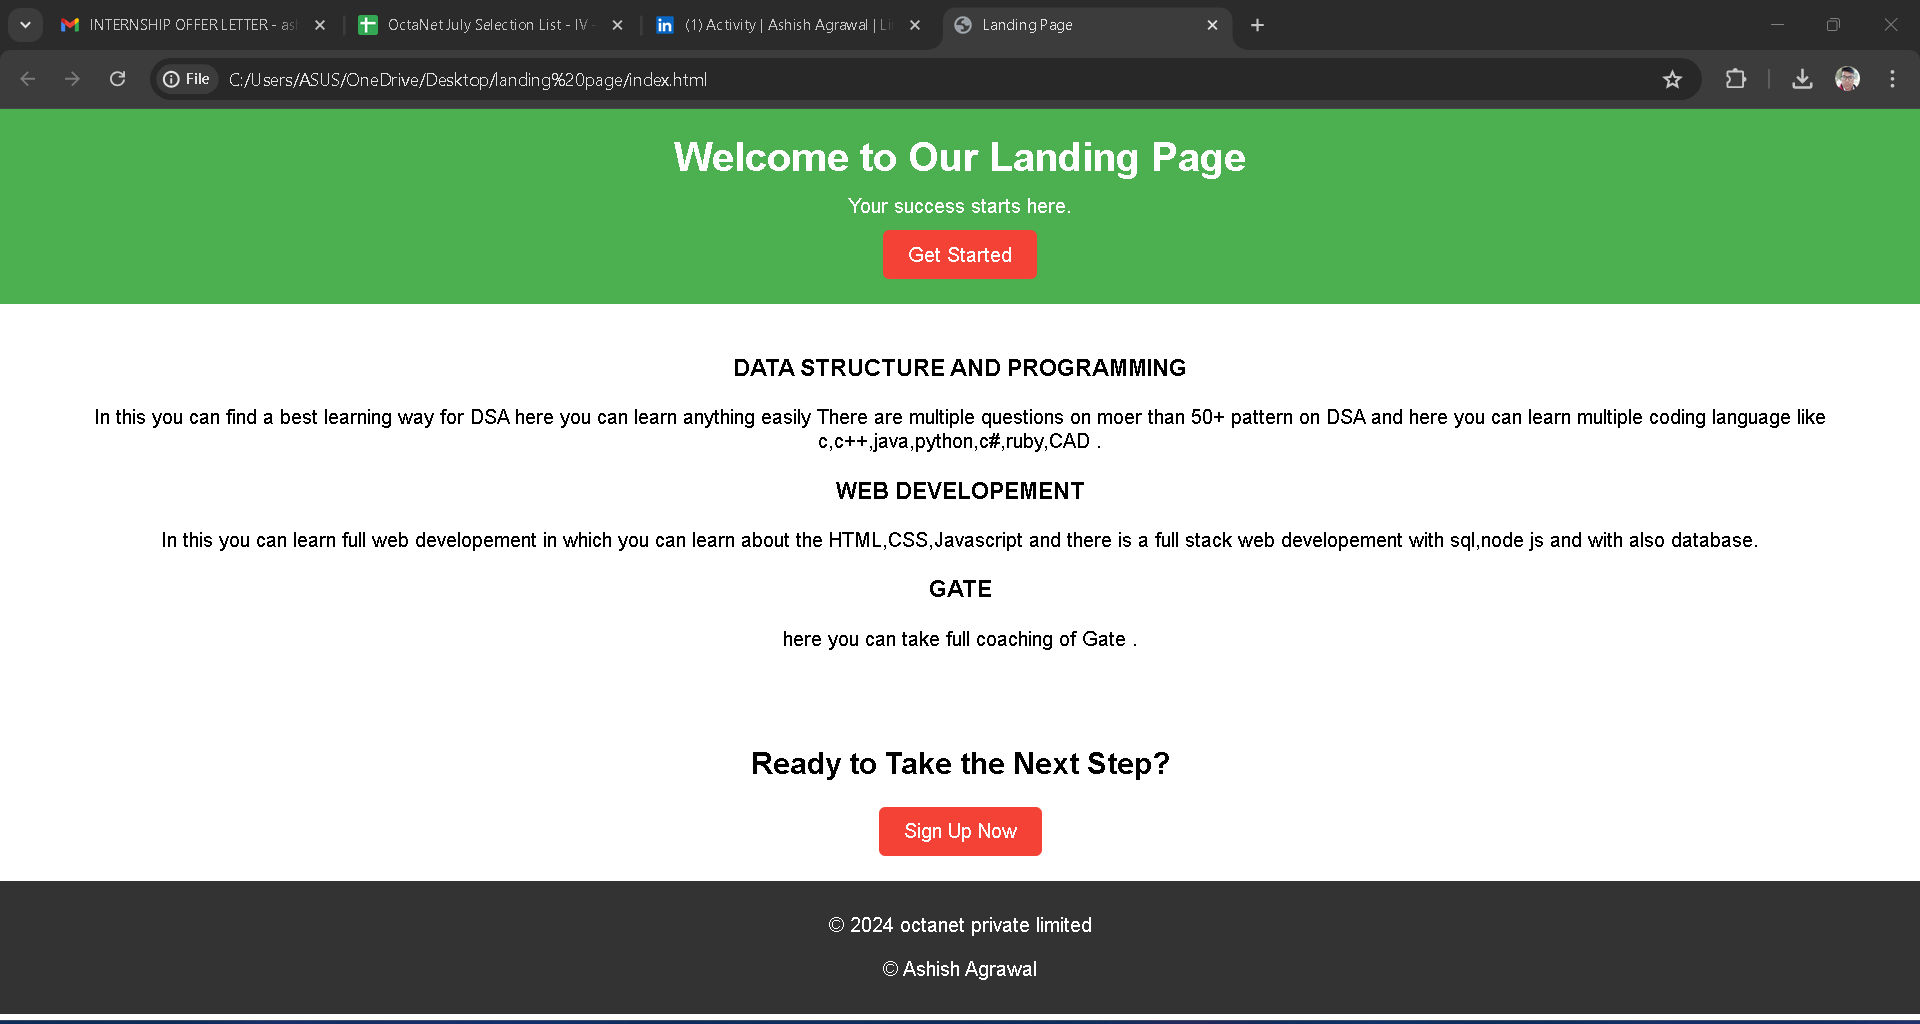 INTERNSHIP OFFER LETTER - as
OctaNet July Selection List - IV -
(1) Activity | Ashish Agrawal | Li
Landing Page
File
C:/Users/ASUS/OneDrive/Desktop/landing%20page/index.html
Welcome to Our Landing Page
Your success starts here.
Get Started
DATA STRUCTURE AND PROGRAMMING
In this you can find a best learning way for DSA here you can learn anything easily There are multiple questions on moer than 50+ pattern on DSA and here you can learn multiple coding language like
c,c++,java,python,c#,ruby,CAD .
WEB DEVELOPEMENT
In this you can learn full web developement in which you can learn about the HTML,CSS,Javascript and there is a full stack web developement with sql,node js and with also database.
GATE
here you can take full coaching of Gate .
Ready to Take the Next Step?
Sign Up Now
© 2024 octanet private limited
© Ashish Agrawal